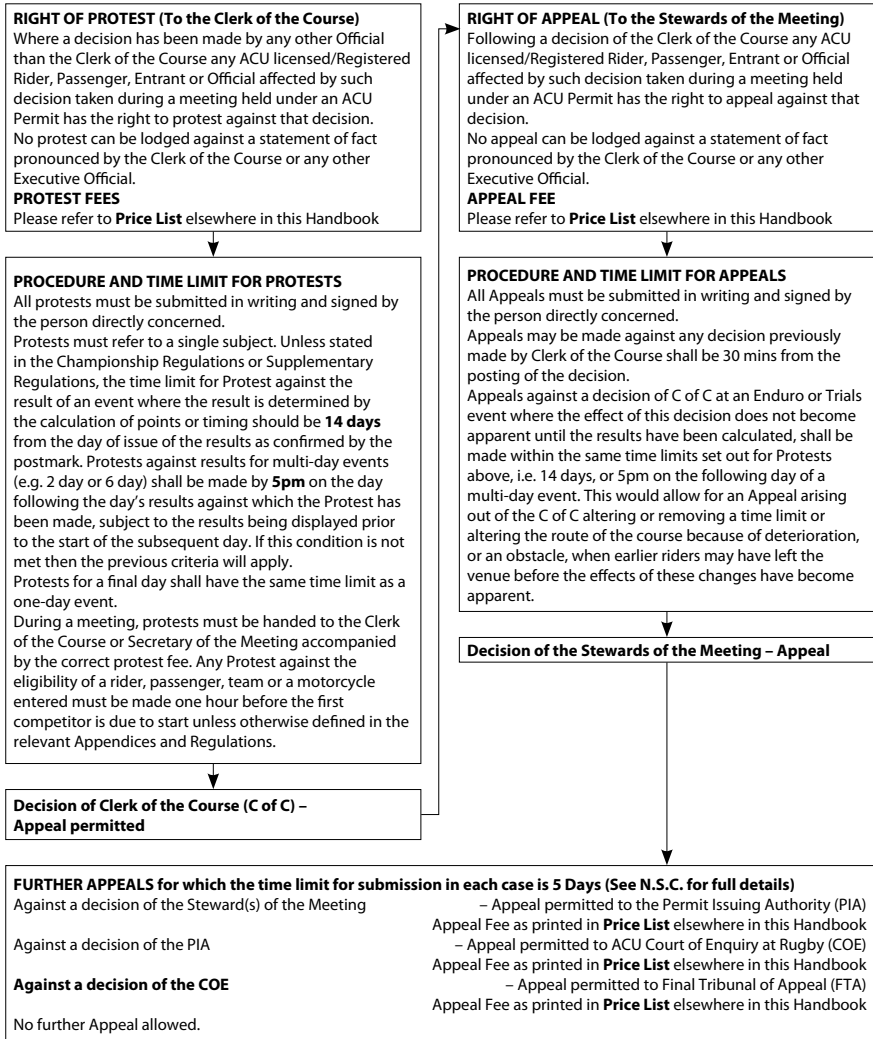 RIGHT OF PROTEST (To the Clerk of the Course)
Where a decision has been made by any other Official
than the Clerk of the Course any ACU licensed/Registered
Rider, Passenger, Entrant or Official affected by such
decision taken during a meeting held under an ACU
Permit has the right to protest against that decision.
No protest can be lodged against a statement of fact
pronounced by the Clerk of the Course or any other
Executive Official.
PROTEST FEES
Please refer to Price List elsewhere in this Handbook
PROCEDURE AND TIME LIMIT FOR PROTESTS
All protests must be submitted in writing and signed by
the person directly concerned.
Protests must refer to a single subject. Unless stated
in the Championship Regulations or Supplementary
Regulations, the time limit for Protest against the
result of an event where the result is determined by
the calculation of points or timing should be 14 days
from the day of issue of the results as confirmed by the
postmark. Protests against results for multi-day events
(e.g. 2 day or 6 day) shall be made by 5pm on the day
following the day's results against which the Protest has
been made, subject to the results being displayed prior
to the start of the subsequent day. If this condition is not
met then the previous criteria will apply.
Protests for a final day shall have the same time limit as a
one-day event.
During a meeting, protests must be handed to the Clerk
of the Course or Secretary of the Meeting accompanied
by the correct protest fee. Any Protest against the
eligibility of a rider, passenger, team or a motorcycle
entered must be made one hour before the first
competitor is due to start unless otherwise defined in the
relevant Appendices and Regulations.
Decision of Clerk of the Course (C of C) –
Appeal permitted
RIGHT OF APPEAL (To the Stewards of the Meeting)
Following a decision of the Clerk of the Course any ACU
licensed/Registered Rider, Passenger, Entrant or Official
affected by such decision taken during a meeting held
under an ACU Permit has the right to appeal against that
decision.
No appeal can be lodged against a statement of fact
pronounced by the Clerk of the Course or any other
Executive Official.
APPEAL FEE
Please refer to Price List elsewhere in this Handbook
PROCEDURE AND TIME LIMIT FOR APPEALS
All Appeals must be submitted in writing and signed by
the person directly concerned.
Appeals may be made against any decision previously
made by Clerk of the Course shall be 30 mins from the
posting of the decision.
Appeals against a decision of C of C at an Enduro or Trials
event where the effect of this decision does not become
apparent until the results have been calculated, shall be
made within the same time limits set out for Protests
above, i.e. 14 days, or 5pm on the following day of a
multi-day event. This would allow for an Appeal arising
out of the C of C altering or removing a time limit or
altering the route of the course because of deterioration,
or an obstacle, when earlier riders may have left the
venue before the effects of these changes have become
apparent.
Decision of the Stewards of the Meeting – Appeal
FURTHER APPEALS for which the time limit for submission in each case is 5 Days (See N.S.C. for full details)
Against a decision of the Steward(s) of the Meeting – Appeal permitted to the Permit Issuing Authority (PIA)
Appeal Fee as printed in Price List elsewhere in this Handbook
Against a decision of the PIA – Appeal permitted to ACU Court of Enquiry at Rugby (COE)
Appeal Fee as printed in Price List elsewhere in this Handbook
Against a decision of the COE – Appeal permitted to Final Tribunal of Appeal (FTA)
Appeal Fee as printed in Price List elsewhere in this Handbook
No further Appeal allowed.